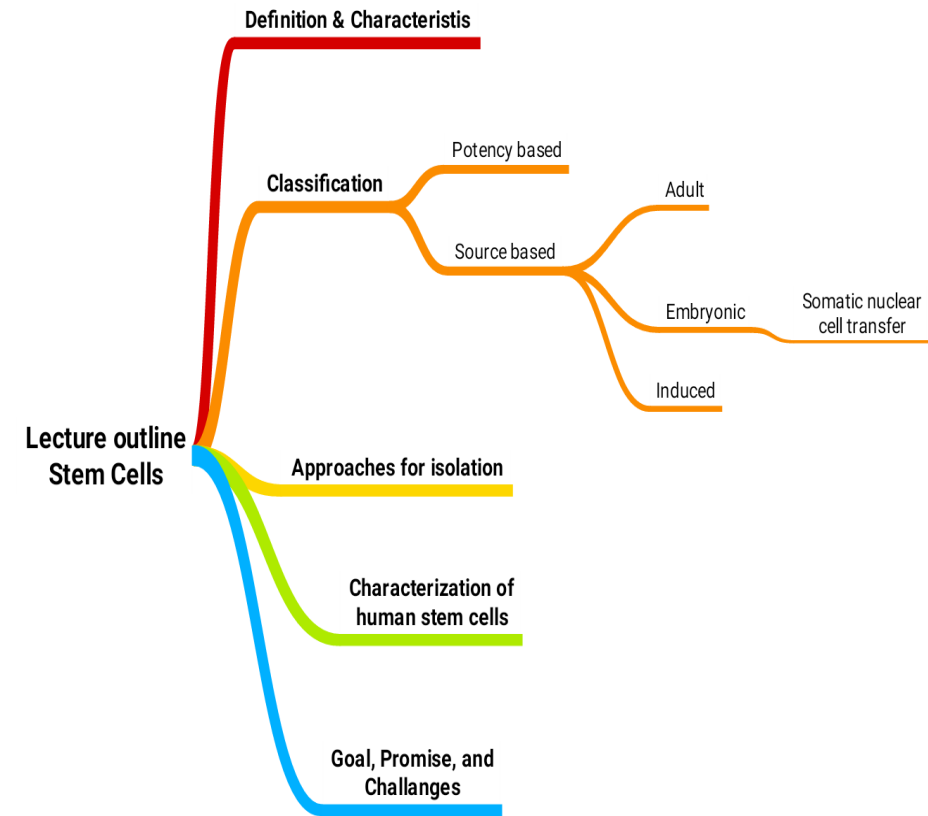 Definition & Characteristis
Potency based
Classification
Adult
Source based
Somatic nuclear
cell transfer
Embryonic
Induced
Lecture outline
Stem Cells
Approaches for isolation
Characterization of
human stem cells
Goal, Promise, and
Challanges